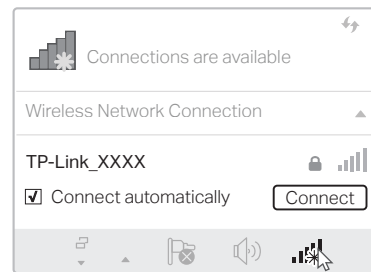 Connections are available
Wireless Network Connection
TP-Link_XXXX
Connect automatically
Connect